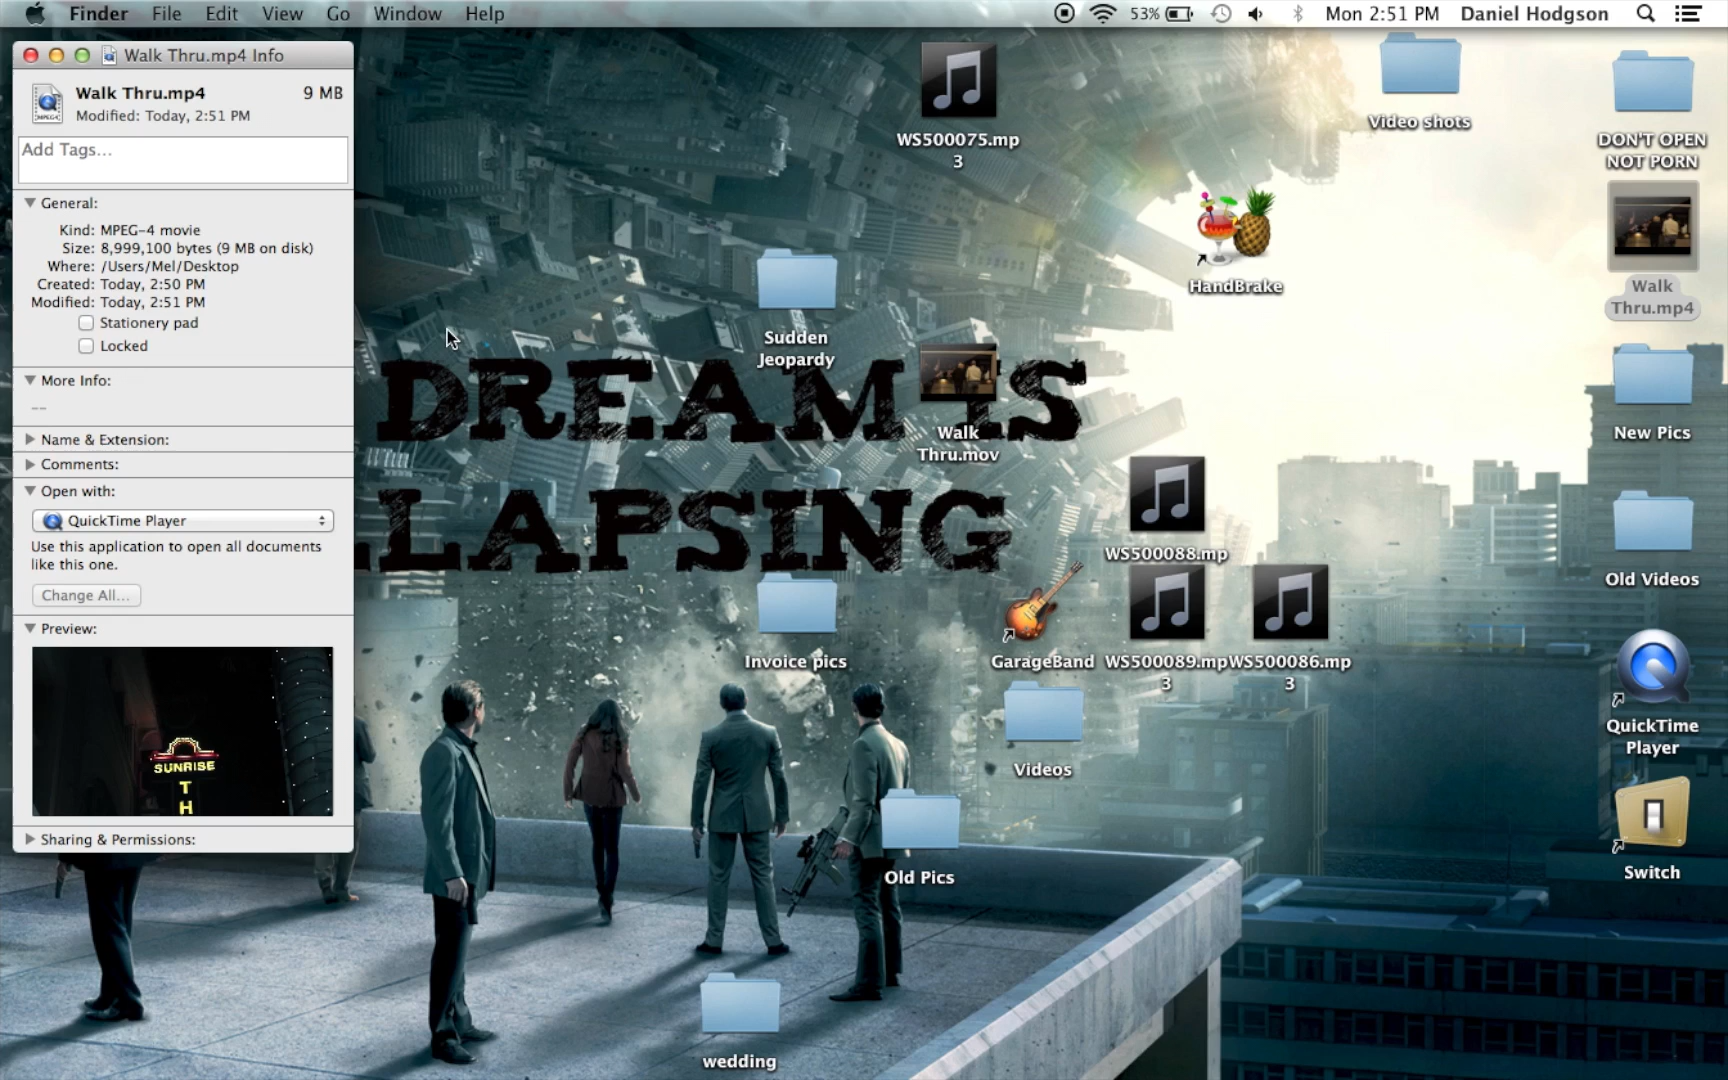 Finder File Edit View Go Window Help
53% Mon 2:51 PM Daniel Hodgson
Walk Thru.mp4 Info
Walk Thru.mp4 9 MB
Modified: Today, 2:51 PM
Add Tags...
General:
Kind: MPEG-4 movie
Size: 8,999,100 bytes (9 MB on disk)
Where: /Users/Mel/Desktop
Created: Today, 2:50 PM
Modified: Today, 2:51 PM
Stationery pad
Locked
More Info:
--
Name & Extension:
Comments:
Open with:
QuickTime Player
Use this application to open all documents
like this one.
Change All...
Preview:
SUNRISE
T
H
Sharing & Permissions:
WS500075.mp
3
Video shots
DON'T OPEN
NOT PORN
HandBrake
Walk
Thru.mp4
Sudden
Jeopardy
DREAM IS
LAPSING
Walk
Thru.mov
New Pics
WS500088.mp
Old Videos
Invoice pics
GarageBand
WS500089.mp
3
WS500086.mp
3
Videos
QuickTime
Player
Old Pics
Switch
wedding